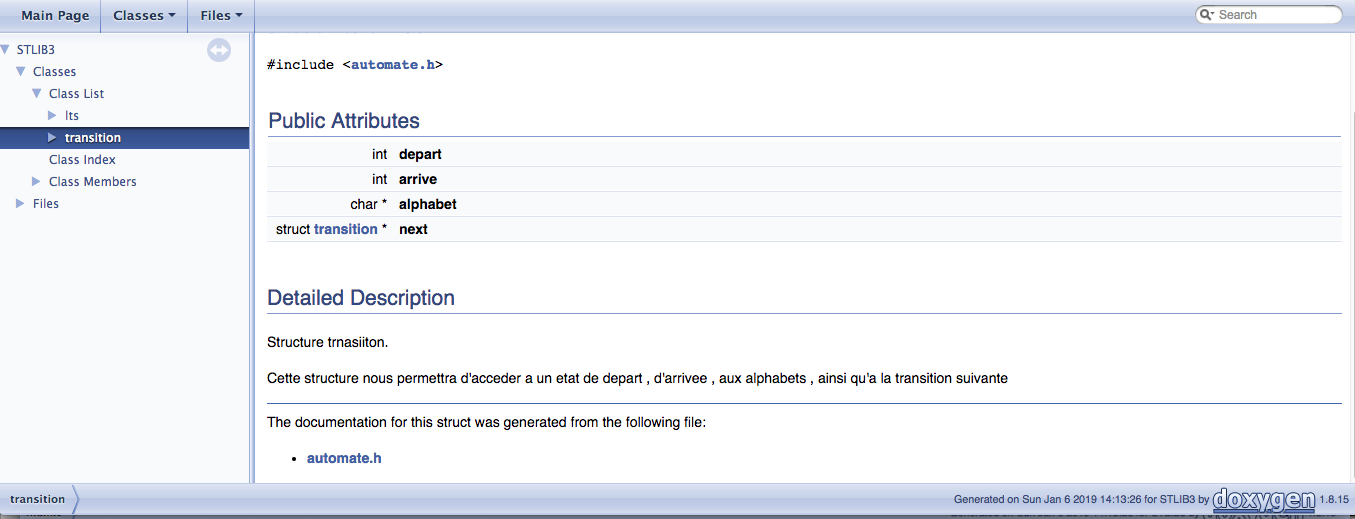 Main Page Classes Files Search
STLIB3
Classes
Class List
lts
transition
Class Index
Class Members
Files
#include <automate.h>
Public Attributes
int depart
int arrive
char * alphabet
struct transition * next
Detailed Description
Structure trnasiiton.
Cette structure nous permettra d'acceder a un etat de depart , d'arrivee , aux alphabets , ainsi qu'a la transition suivante
The documentation for this struct was generated from the following file:
• automate.h
transition Generated on Sun Jan 6 2019 14:13:26 for STLIB3 by doxygen 1.8.15